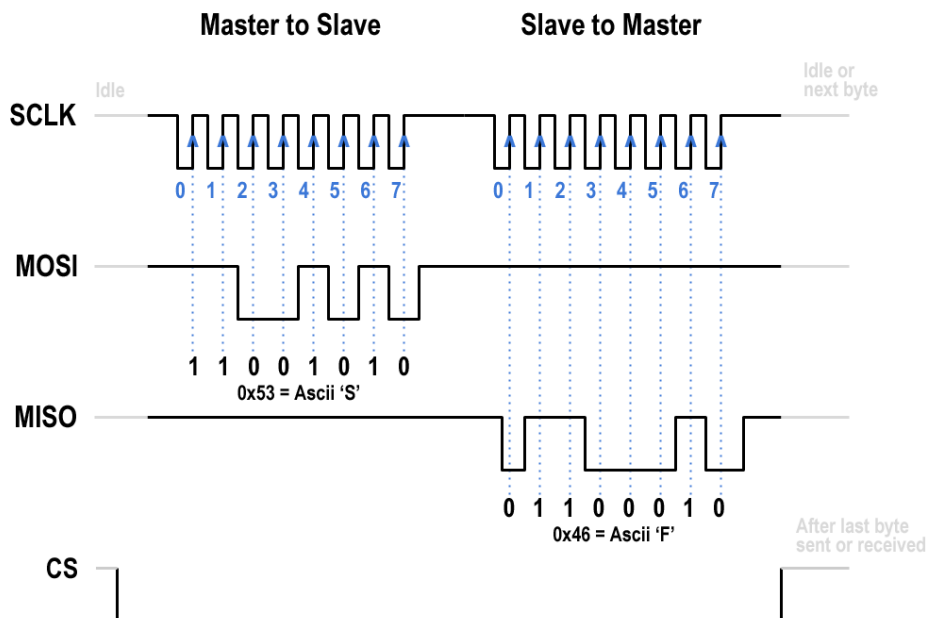 Master to Slave
Slave to Master
Idle
Idle or
next byte
SCLK
0 1 2 3 4 5 6 7
0 1 2 3 4 5 6 7
MOSI
1 1 0 0 1 0 1 0
0x53 = Ascii ‘S’
MISO
0 1 1 0 0 0 1 0
0x46 = Ascii ‘F’
After last byte
sent or received
CS